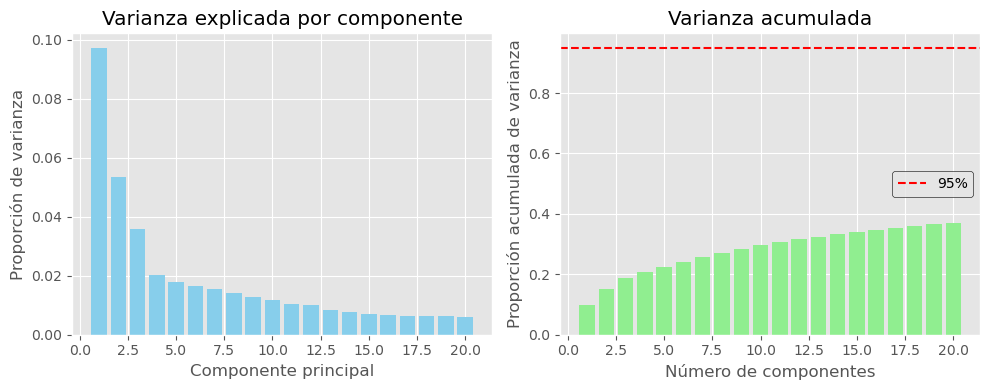 Varianza explicada por componente
Proporción de varianza
0.10
0.08
0.06
0.04
0.02
0.00
0.0 2.5 5.0 7.5 10.0 12.5 15.0 17.5 20.0
Componente principal
Varianza acumulada
Proporción acumulada de varianza
0.8
0.6
0.4
0.2
0.0
95%
0.0 2.5 5.0 7.5 10.0 12.5 15.0 17.5 20.0
Número de componentes